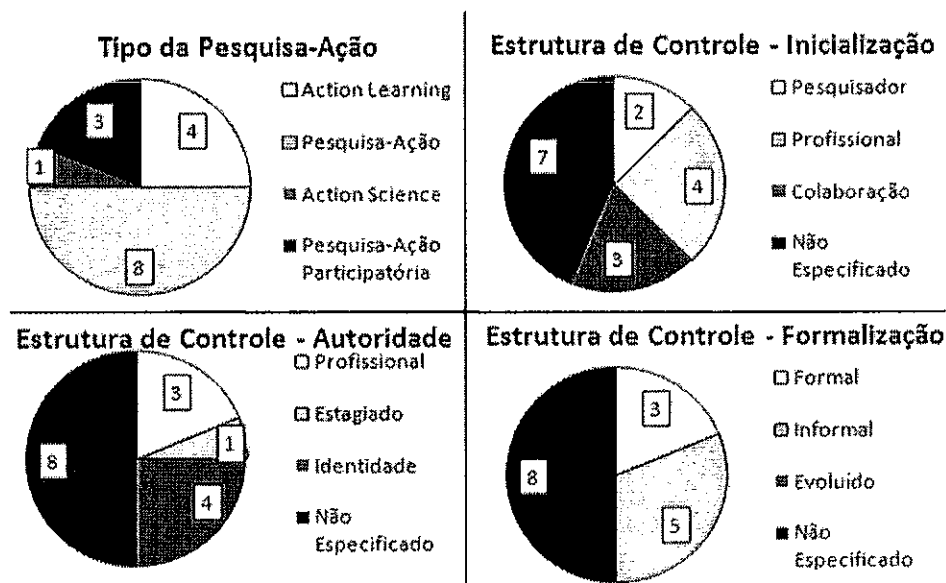 Tipo da Pesquisa-Ação
3
4
1
8
Action Learning
Pesquisa-Ação
Action Science
Pesquisa-Ação
Participatória
Estrutura de Controle - Inicialização
2
7
4
3
Pesquisador
Profissional
Colaboração
Não
Especificado
Estrutura de Controle - Autoridade
3
8
1
4
Profissional
Estagiado
Identidade
Não
Especificado
Estrutura de Controle - Formalização
3
8
5
Formal
Informal
Evoluído
Não
Especificado